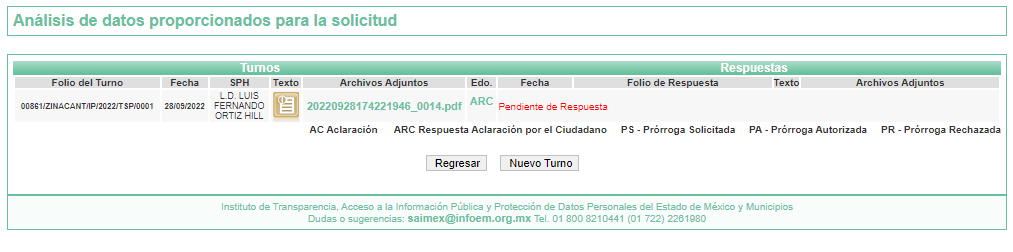 Análisis de datos proporcionados para la solicitud
Turnos Respuestas
Folio del Turno Fecha SPH Texto Archivos Adjuntos Edo. Fecha Folio de Respuesta Texto Archivos Adjuntos
00861/ZINACANT/IP/2022/TSP/0001 28/09/2022 L.D. LUIS FERNANDO ORTIZ HILL 20220928174221946_0014.pdf ARC Pendiente de Respuesta
AC Aclaración ARC Respuesta Aclaración por el Ciudadano PS - Prórroga Solicitada PA - Prórroga Autorizada PR - Prórroga Rechazada
Regresar Nuevo Turno
Instituto de Transparencia, Acceso a la Información Pública y Protección de Datos Personales del Estado de México y Municipios
Dudas o sugerencias: saimex@infoem.org.mx Tel. 01 800 8210441 (01 722) 2261980